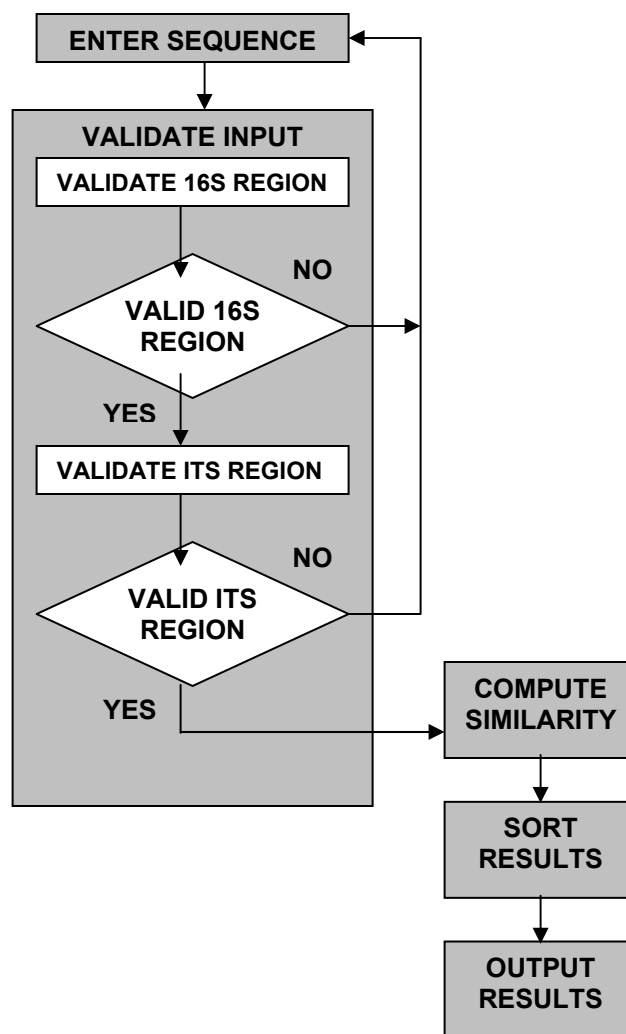 ENTER SEQUENCE
VALIDATE INPUT
VALIDATE 16S REGION
NO
VALID 16S
REGION
YES
VALIDATE ITS REGION
NO
VALID ITS
REGION
YES
COMPUTE
SIMILARITY
SORT
RESULTS
OUTPUT
RESULTS